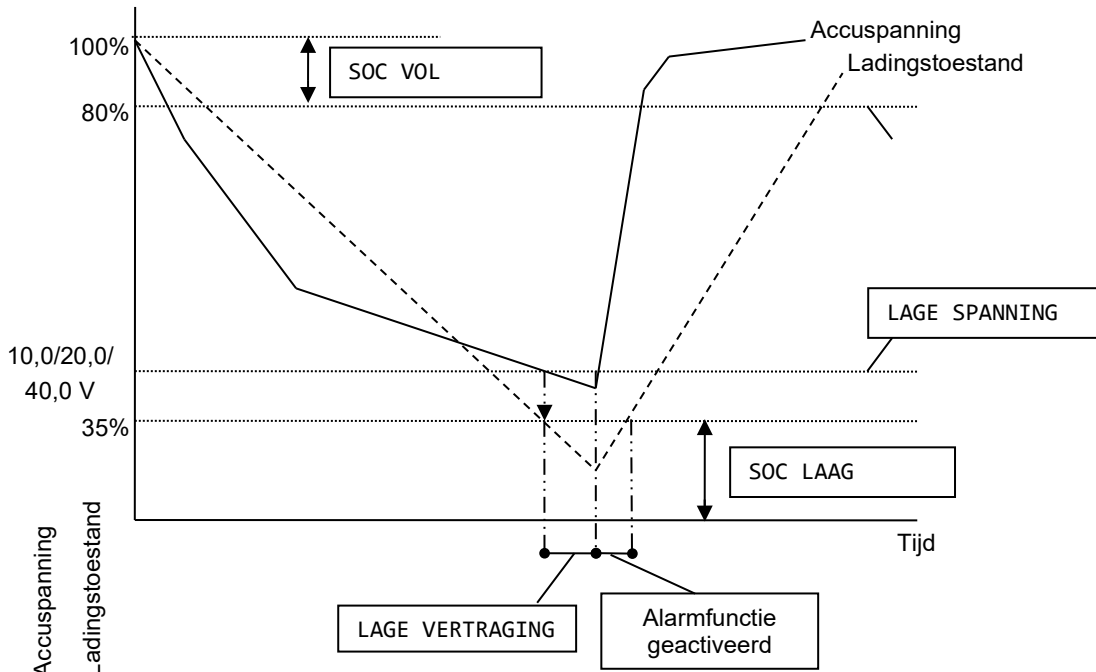 Accuspanning
100%
SOC VOL
Ladingstoestand
80%
LAGE SPANNING
10,0/20,0/
40,0 V
35%
SOC LAAG
Tijd
Accuspanning
Ladingstoestand
LAGE VERTRAGING
Alarmfunctie
geactiveerd